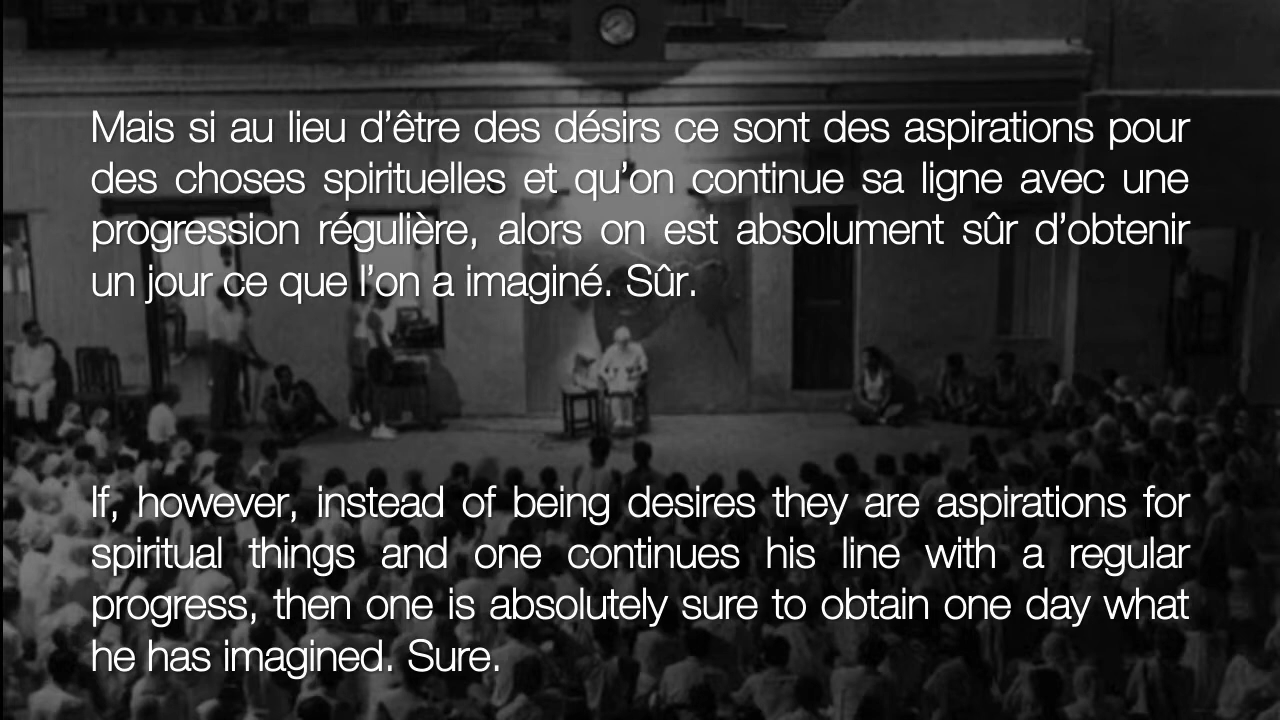 Mais si au lieu d’être des désirs ce sont des aspirations pour
des choses spirituelles et qu’on continue sa ligne avec une
progression régulière, alors on est absolument sûr d’obtenir
un jour ce que l’on a imaginé. Sûr.
If, however, instead of being desires they are aspirations for
spiritual things and one continues his line with a regular
progress, then one is absolutely sure to obtain one day what
he has imagined. Sure.